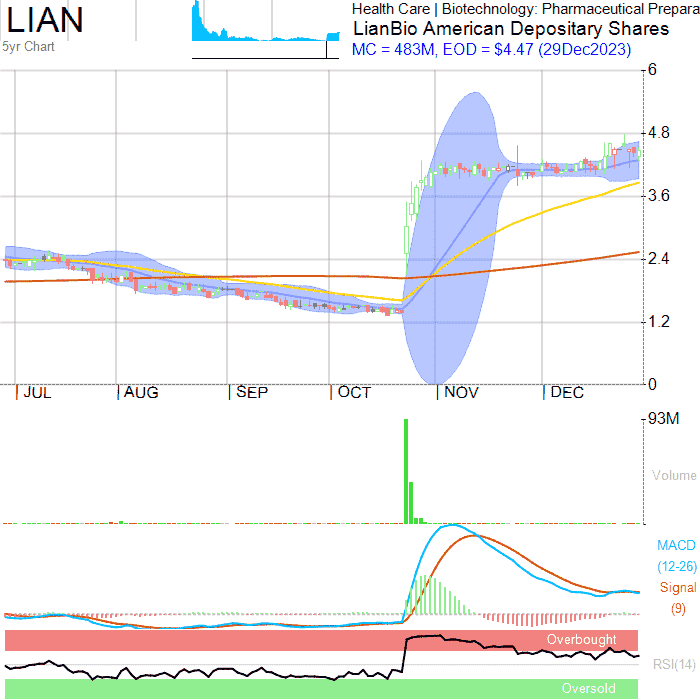 LIAN
5yr Chart
Health Care | Biotechnology: Pharmaceutical Prepara
LianBio American Depositary Shares
MC = 483M, EOD = $4.47 (29Dec2023)
6
4.8
3.6
2.4
1.2
0
JUL AUG SEP OCT NOV DEC
93M
Volume
MACD
(12-26)
Signal
(9)
Overbought
RSI(14)
Oversold